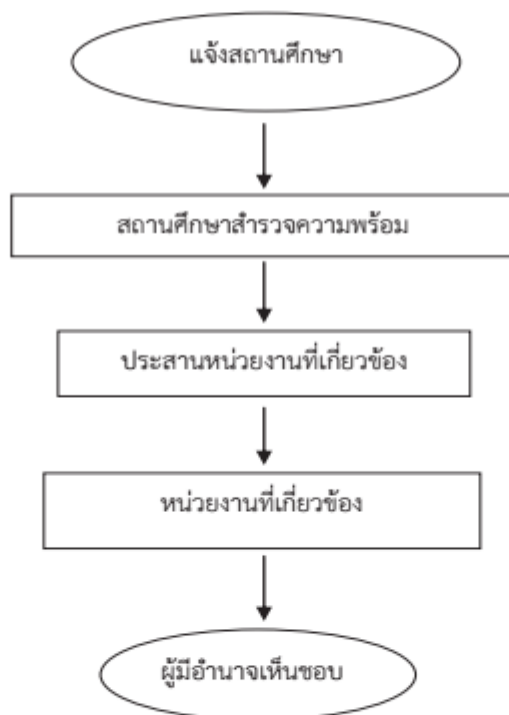 แจ้งสถานศึกษา
สถานศึกษาสำรวจความพร้อม
ประสานหน่วยงานที่เกี่ยวข้อง
หน่วยงานที่เกี่ยวข้อง
ผู้มีอำนาจเห็นชอบ